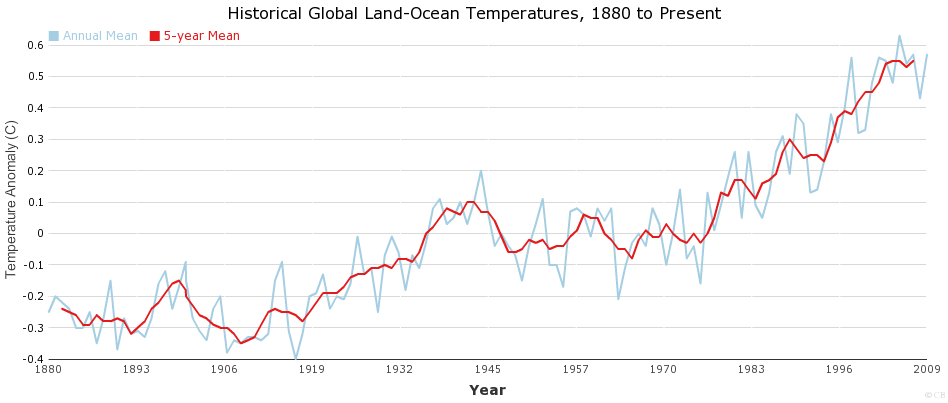 Historical Global Land-Ocean Temperatures, 1880 to Present
Annual Mean 5-year Mean
Temperature Anomaly (C)
0.6
0.5
0.4
0.3
0.2
0.1
0
-0.1
-0.2
-0.3
-0.4
1880 1893 1906 1919 1932 1945 1957 1970 1983 1996 2009
Year
© CB